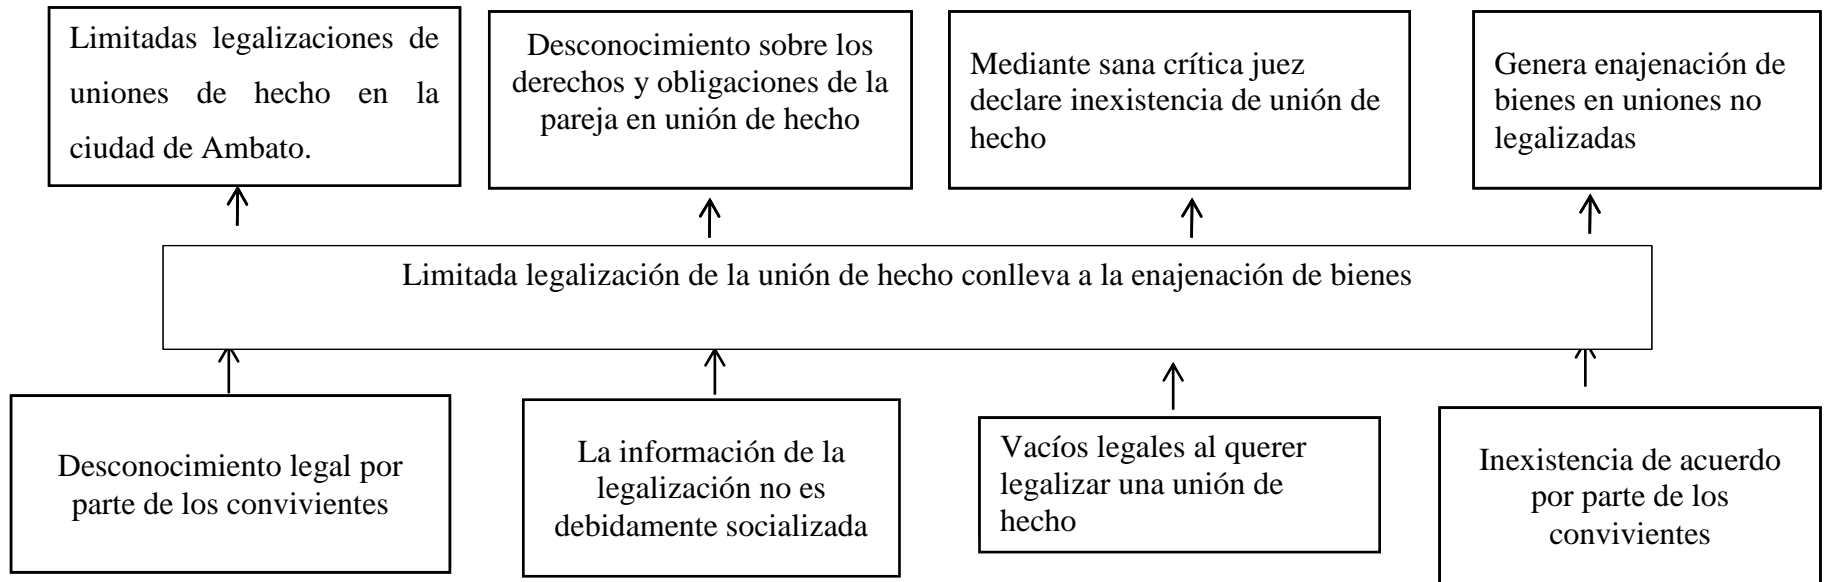 Limitadas legalizaciones de
uniones de hecho en la
ciudad de Ambato.
Desconocimiento sobre los
derechos y obligaciones de la
pareja en unión de hecho
Mediante sana crítica juez
declare inexistencia de unión de
hecho
Genera enajenación de
bienes en uniones no
legalizadas
Limitada legalización de la unión de hecho conlleva a la enajenación de bienes
Desconocimiento legal por
parte de los convivientes
La información de la
legalización no es
debidamente socializada
Vacíos legales al querer
legalizar una unión de
hecho
Inexistencia de acuerdo
por parte de los
convivientes